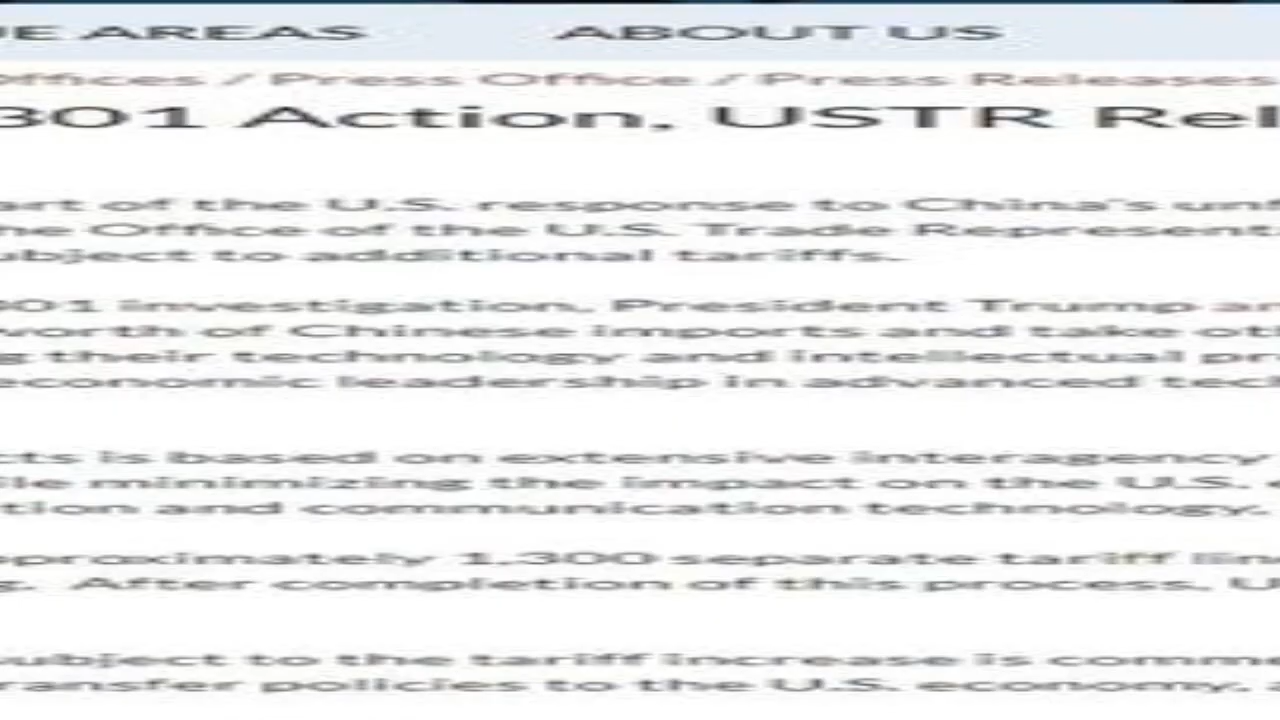 UE AREAS ABOUT US
Offices / Press Office / Press Releases
301 Action, USTR Rel
art of the U.S. response to China's unf
he Office of the U.S. Trade Represent
ubject to additional tariffs.
301 investigation, President Trump an
worth of Chinese imports and take oth
g their technology and intellectual pr
economic leadership in advanced tec
cts is based on extensive interagency
ile minimizing the impact on the U.S.
tion and communication technology.
pproximately 1,300 separate tariff lin
g. After completion of this process, U
subject to the tariff increase is comme
ransfer policies to the U.S. economy.